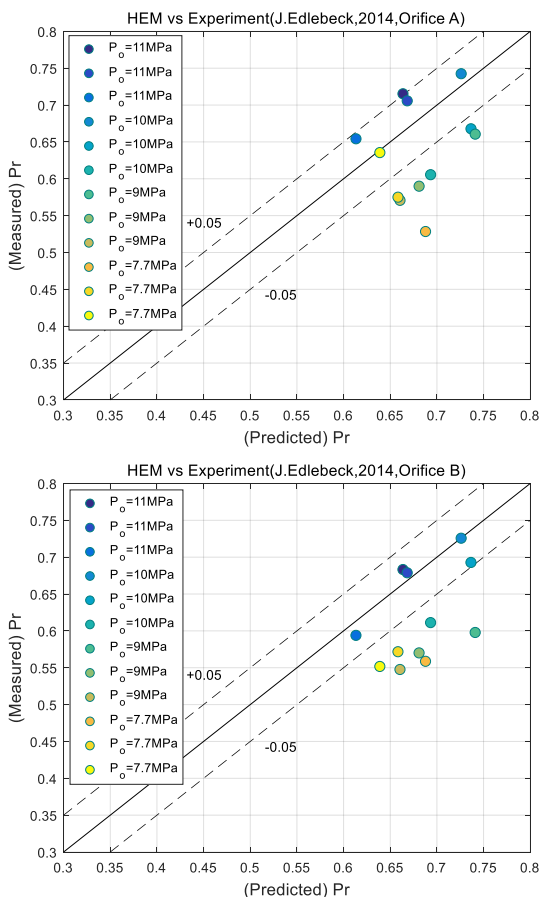 HEM vs Experiment(J.Edlebeck,2014,Orifice A)
(Measured) Pr
0.8
0.75
0.7
0.65
0.6
0.55
0.5
0.45
0.4
0.35
0.3
Po=11MPa
Po=11MPa
Po=11MPa
Po=10MPa
Po=10MPa
Po=10MPa
Po=9MPa
Po=9MPa
Po=9MPa
Po=7.7MPa
Po=7.7MPa
Po=7.7MPa
+0.05
-0.05
0.3 0.35 0.4 0.45 0.5 0.55 0.6 0.65 0.7 0.75 0.8
(Predicted) Pr
HEM vs Experiment(J.Edlebeck,2014,Orifice B)
(Measured) Pr
0.8
0.75
0.7
0.65
0.6
0.55
0.5
0.45
0.4
0.35
0.3
Po=11MPa
Po=11MPa
Po=11MPa
Po=10MPa
Po=10MPa
Po=10MPa
Po=9MPa
Po=9MPa
Po=9MPa
Po=7.7MPa
Po=7.7MPa
Po=7.7MPa
+0.05
-0.05
0.3 0.35 0.4 0.45 0.5 0.55 0.6 0.65 0.7 0.75 0.8
(Predicted) Pr